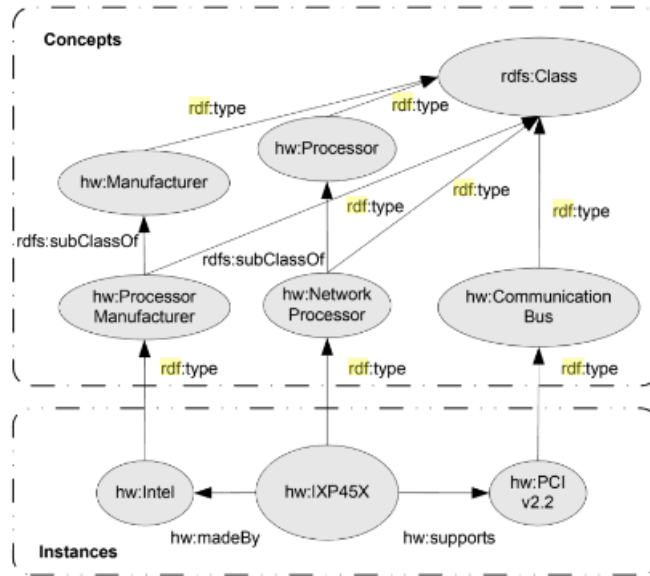 Concepts
rdfs:Class
rdf:type
rdf:type
hw:Processor
hw:Manufacturer
rdf:type
rdf:type
rdf:type
rdfs:subClassOf
rdfs:subClassOf
hw:Processor
Manufacturer
hw:Network
Processor
hw:Communication
Bus
rdf:type
rdf:type
rdf:type
hw:Intel
hw:IXP45X
hw:PCI
v2.2
hw:madeBy
hw:supports
Instances